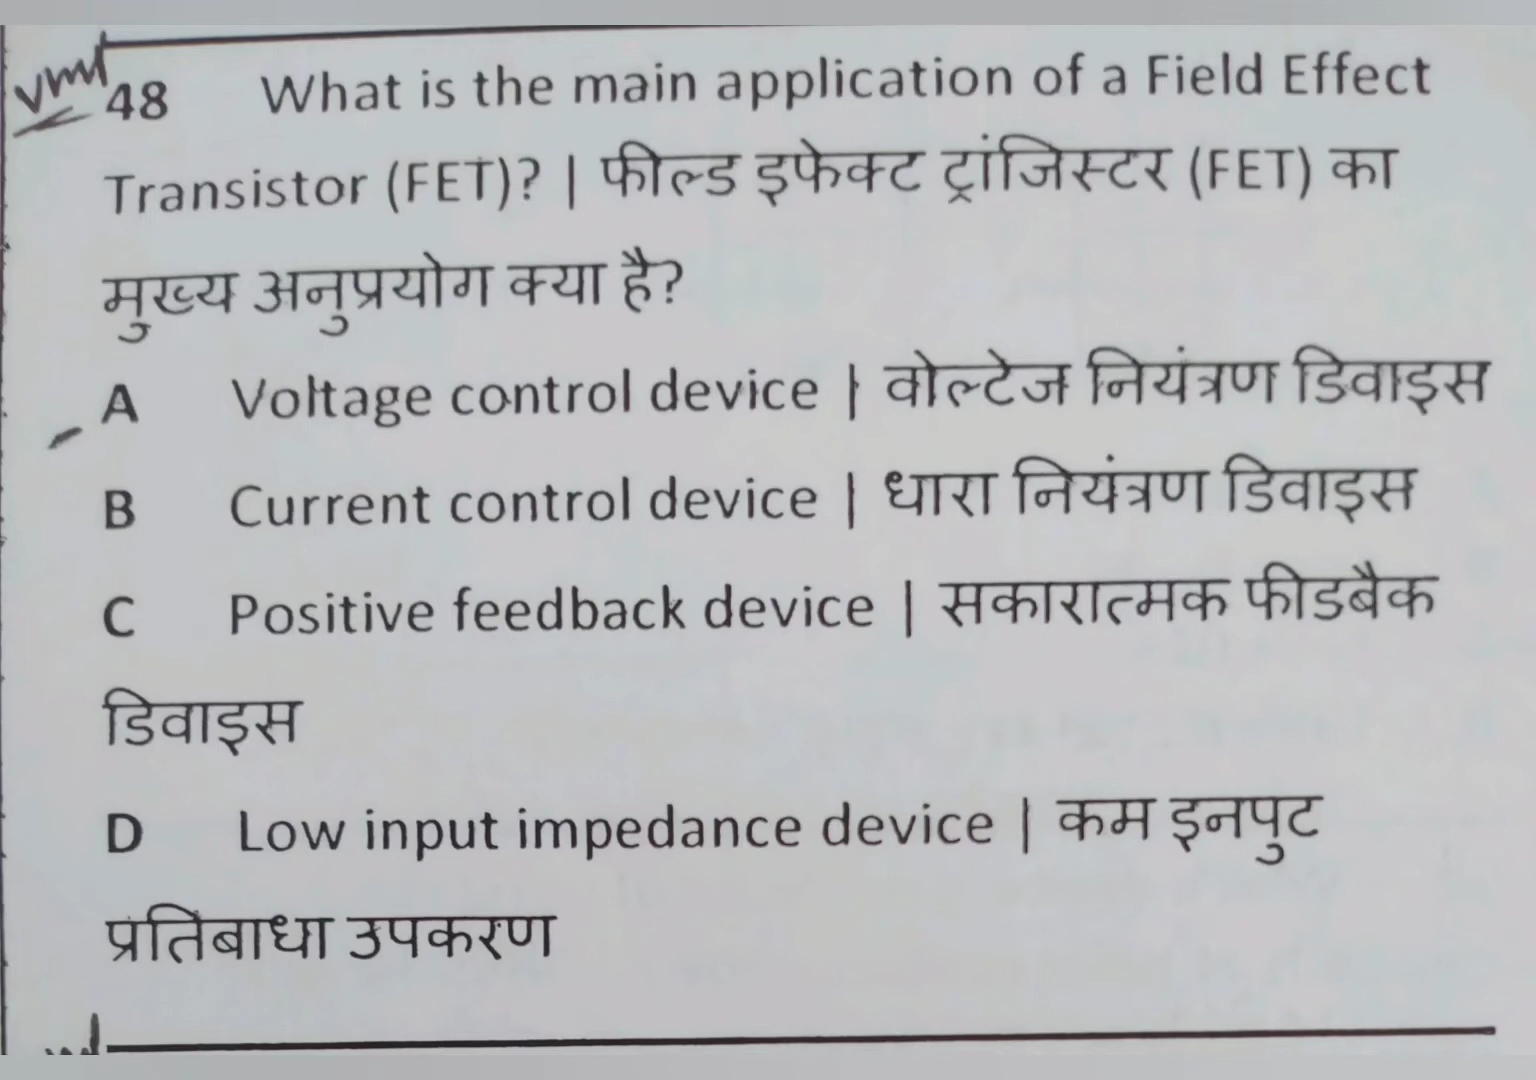 vmt
48 What is the main application of a Field Effect
Transistor (FET)? | फील्ड इफेक्ट ट्रांजिस्टर (FET) का
मुख्य अनुप्रयोग क्या है?
A Voltage control device | वोल्टेज नियंत्रण डिवाइस
B Current control device | धारा नियंत्रण डिवाइस
C Positive feedback device | सकारात्मक फीडबैक
डिवाइस
D Low input impedance device | कम इनपुट
प्रतिबाधा उपकरण